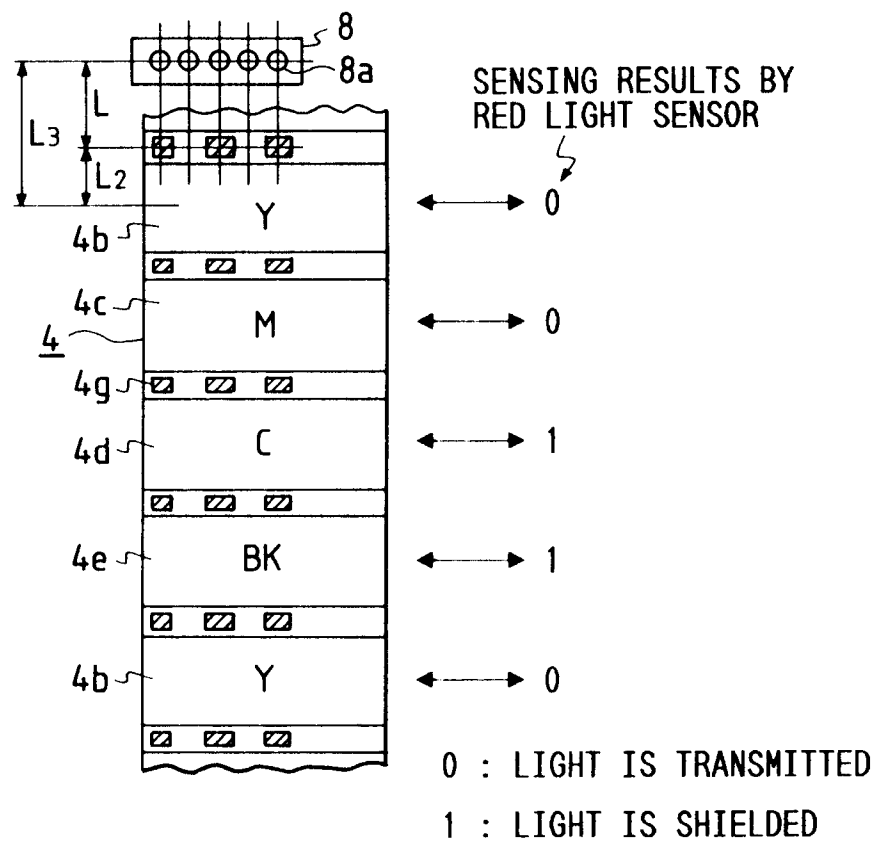 8
8a
SENSING RESULTS BY
RED LIGHT SENSOR
L
L3
L2
4b
Y
0
4c
M
0
4
4g
4d
C
1
4e
BK
1
4b
Y
0
0 : LIGHT IS TRANSMITTED
1 : LIGHT IS SHIELDED